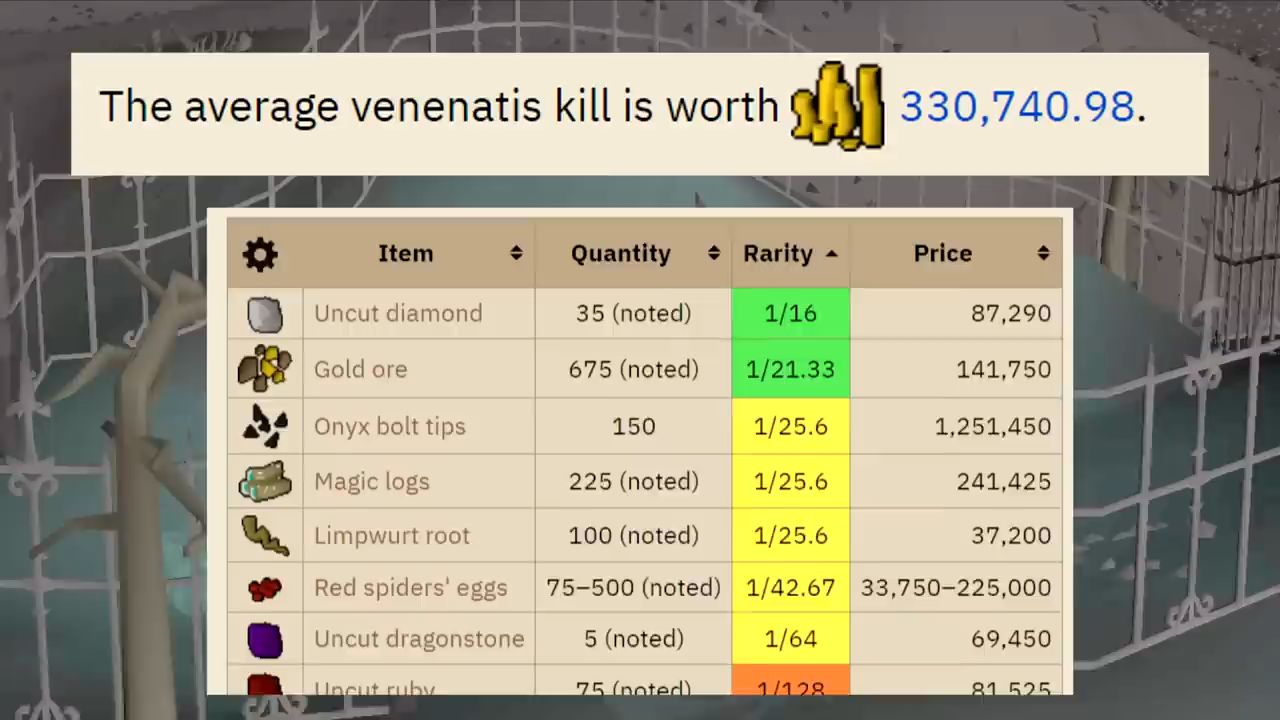 The average venenatis kill is worth 330,740.98.
Item Quantity Rarity Price
Uncut diamond 35 (noted) 1/16 87,290
Gold ore 675 (noted) 1/21.33 141,750
Onyx bolt tips 150 1/25.6 1,251,450
Magic logs 225 (noted) 1/25.6 241,425
Limpwurt root 100 (noted) 1/25.6 37,200
Red spiders' eggs 75–500 (noted) 1/42.67 33,750–225,000
Uncut dragonstone 5 (noted) 1/64 69,450
Uncut ruby 75 (noted) 1/128 81,525